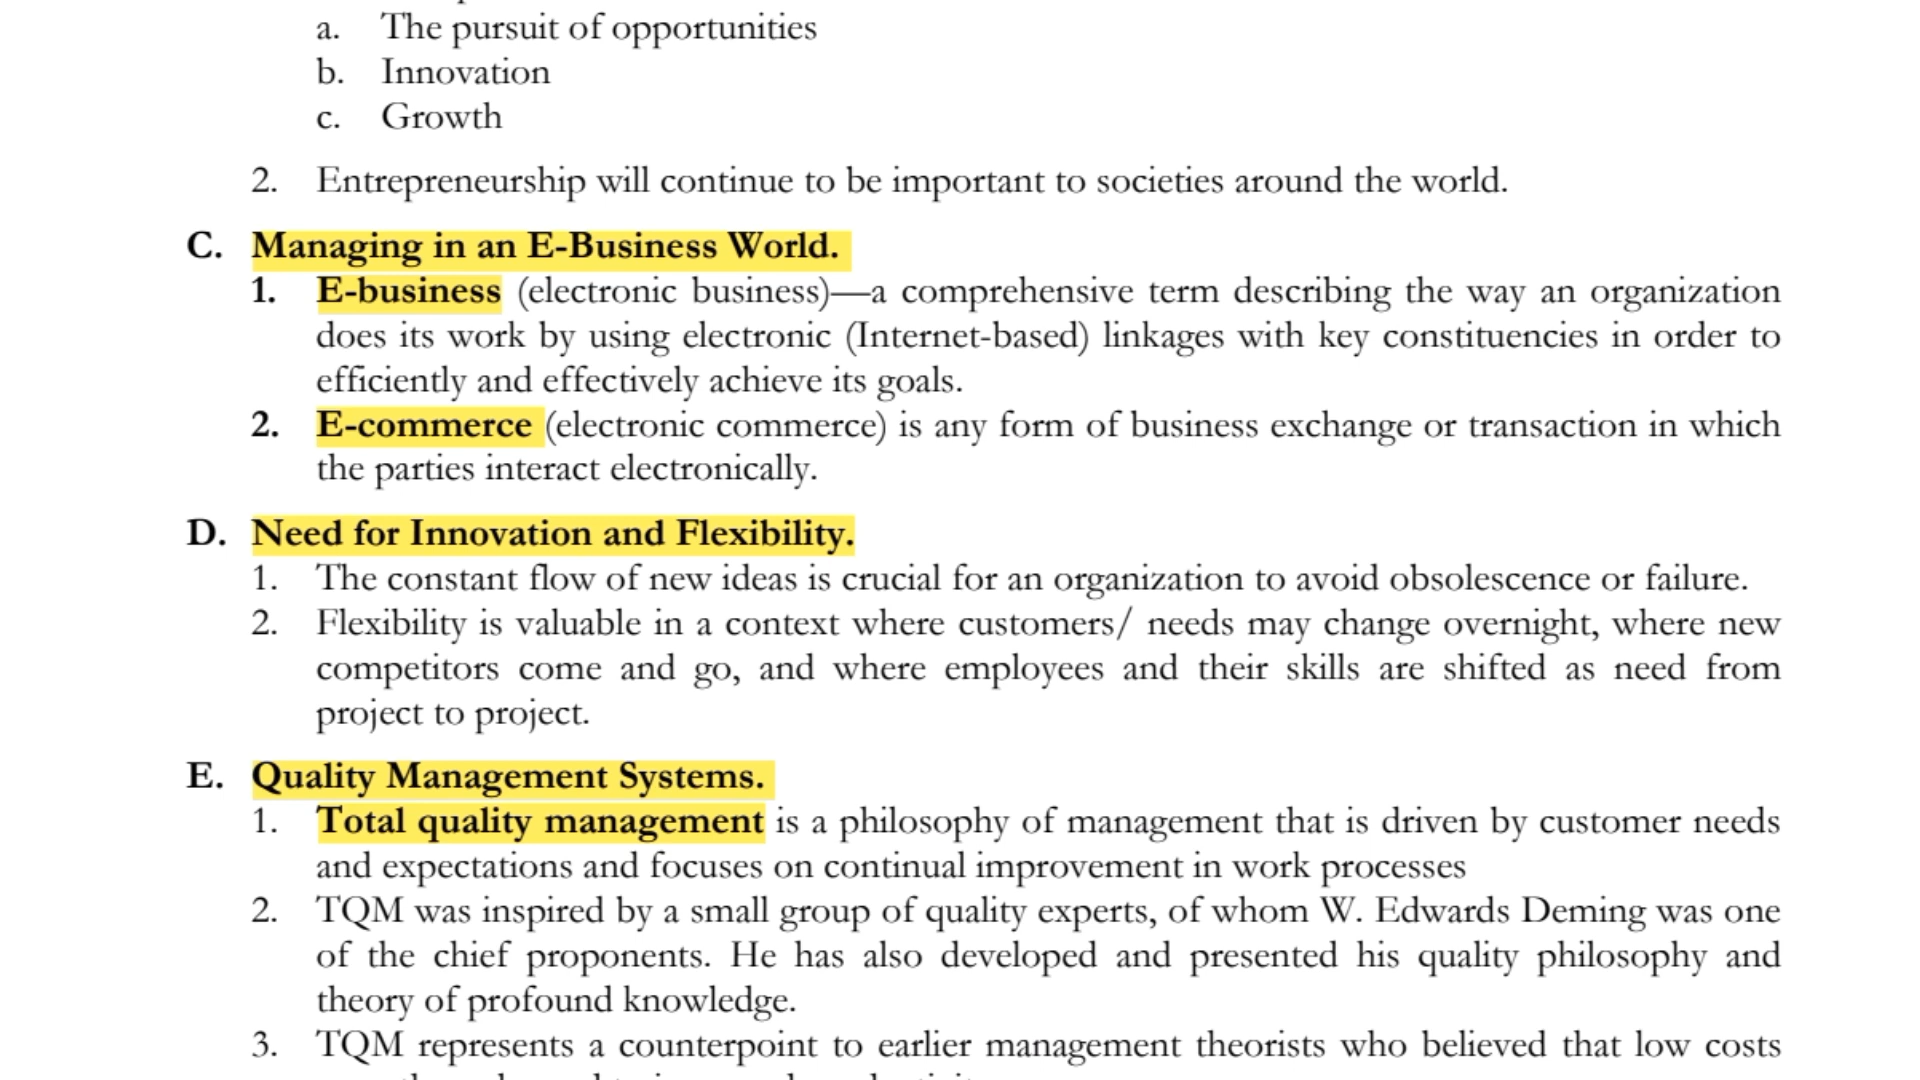 a. The pursuit of opportunities
b. Innovation
c. Growth
2. Entrepreneurship will continue to be important to societies around the world.
C. Managing in an E-Business World.
1. E-business (electronic business)—a comprehensive term describing the way an organization
does its work by using electronic (Internet-based) linkages with key constituencies in order to
efficiently and effectively achieve its goals.
2. E-commerce (electronic commerce) is any form of business exchange or transaction in which
the parties interact electronically.
D. Need for Innovation and Flexibility.
1. The constant flow of new ideas is crucial for an organization to avoid obsolescence or failure.
2. Flexibility is valuable in a context where customers/ needs may change overnight, where new
competitors come and go, and where employees and their skills are shifted as need from
project to project.
E. Quality Management Systems.
1. Total quality management is a philosophy of management that is driven by customer needs
and expectations and focuses on continual improvement in work processes
2. TQM was inspired by a small group of quality experts, of whom W. Edwards Deming was one
of the chief proponents. He has also developed and presented his quality philosophy and
theory of profound knowledge.
3. TQM represents a counterpoint to earlier management theorists who believed that low costs